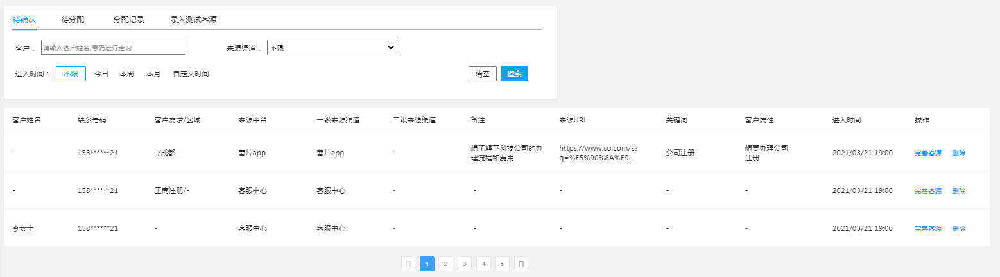 待确认 待分配 分配记录 录入测试客源
客户： 请输入客户姓名/号码进行查询 来源渠道： 不限
进入时间： 不限 今日 本周 本月 自定义时间 清空 搜索
客户姓名 联系号码 客户需求/区域 来源平台 一级来源渠道 二级来源渠道 备注 来源URL 关键词 客户属性 进入时间 操作
- 158******21 -/成都 薯片app 薯片app - 想了解下科技公司的办 https://www.so.com/s? 公司注册 想要办理公司 2021/03/21 19:00 完善客源 删除
理流程和费用 q=%E5%90%8A%E9... 注册
- 158******21 工商注册/- 客服中心 客服中心 - - - - - 2021/03/21 19:00 完善客源 删除
李女士 158******21 - 客服中心 客服中心 - - - - - 2021/03/21 19:00 完善客源 删除
1 2 3 4 5